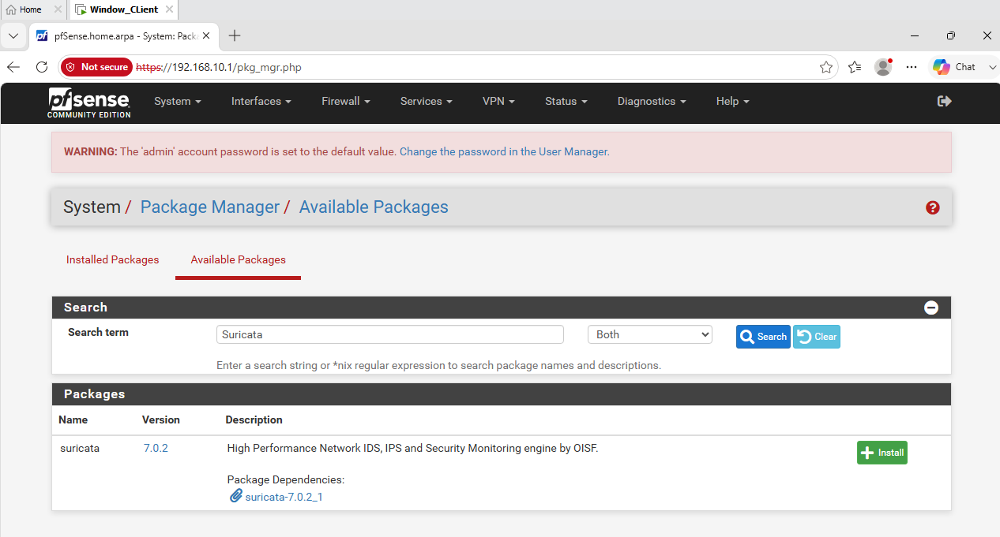 Home
Window_CLient
pfSense.home.arpa - System: Pack
Not secure https://192.168.10.1/pkg_mgr.php
Chat
pfsense
COMMUNITY EDITION
System Interfaces Firewall Services VPN Status Diagnostics Help
WARNING: The 'admin' account password is set to the default value. Change the password in the User Manager.
System / Package Manager / Available Packages
Installed Packages Available Packages
Search
Search term Suricata Both Search Clear
Enter a search string or *nix regular expression to search package names and descriptions.
Packages
Name Version Description
suricata 7.0.2 High Performance Network IDS, IPS and Security Monitoring engine by OISF. Install
Package Dependencies:
suricata-7.0.2_1